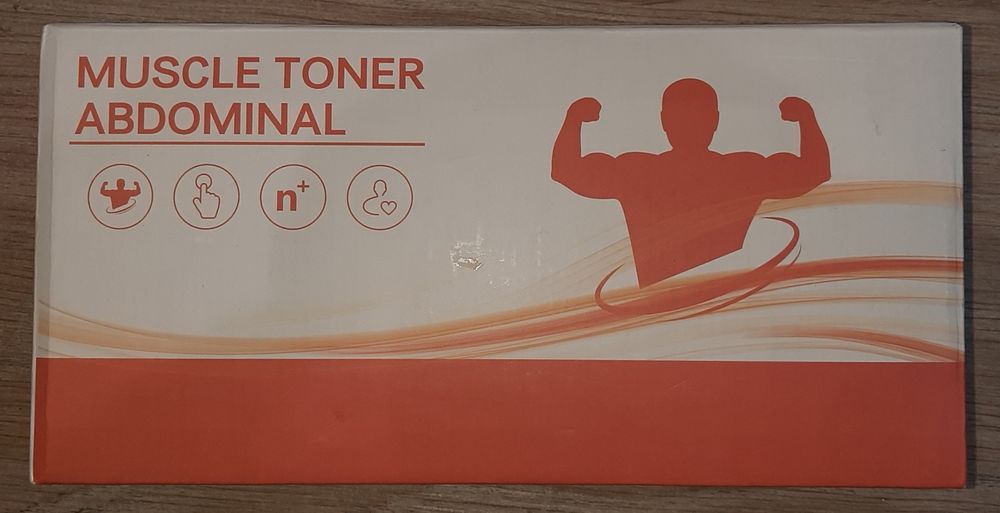 MUSCLE TONER
ABDOMINAL
n+